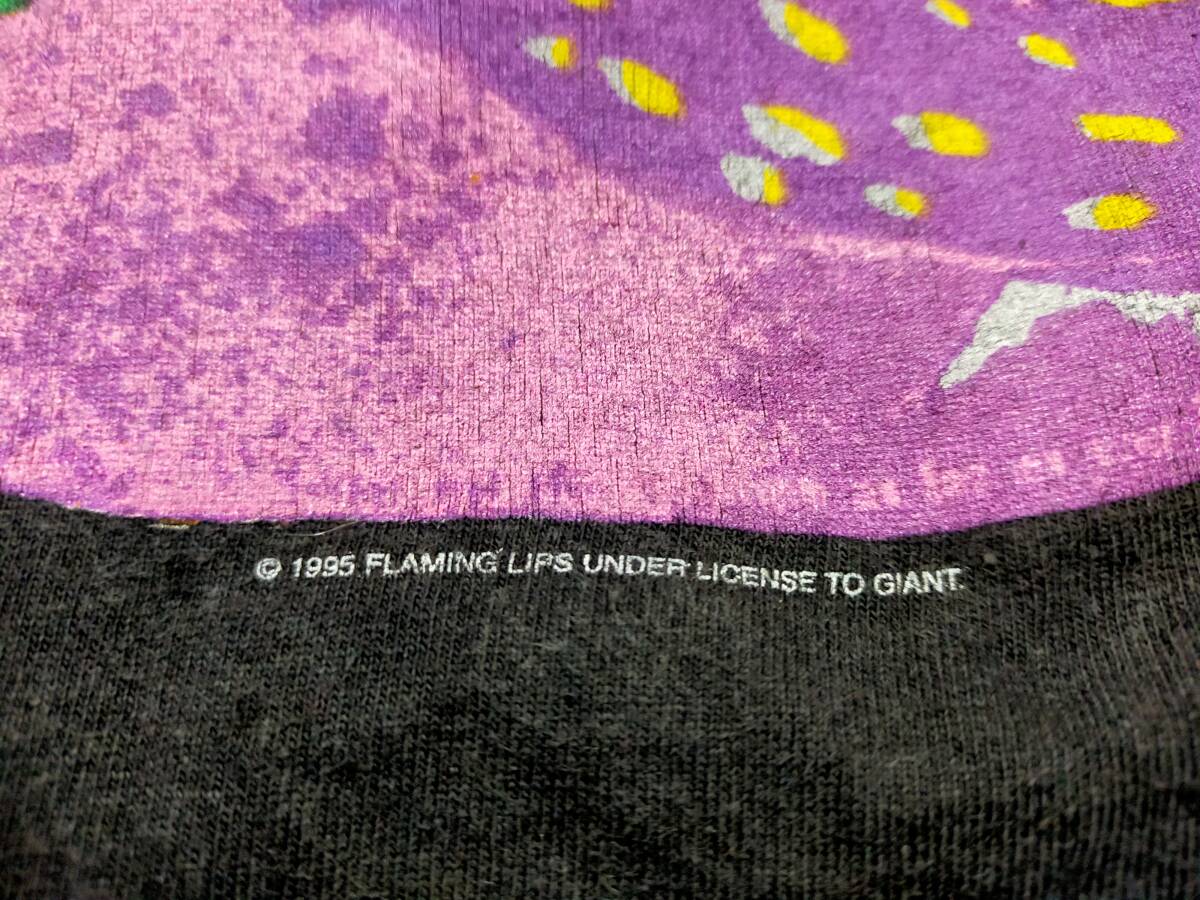 © 1995 FLAMING LIPS UNDER LICENSE TO GIANT.